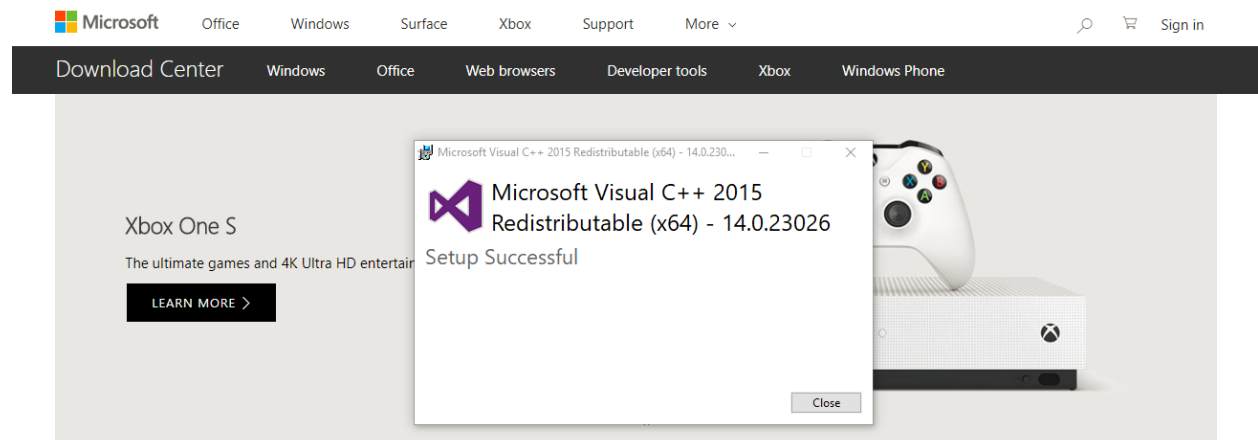 Microsoft Office Windows Surface Xbox Support More Sign in
Download Center Windows Office Web browsers Developer tools Xbox Windows Phone
Microsoft Visual C++ 2015 Redistributable (x64) - 14.0.230...
Microsoft Visual C++ 2015
Redistributable (x64) - 14.0.23026
Setup Successful
Close
Xbox One S
The ultimate games and 4K Ultra HD
LEARN MORE
X
Y
B
A